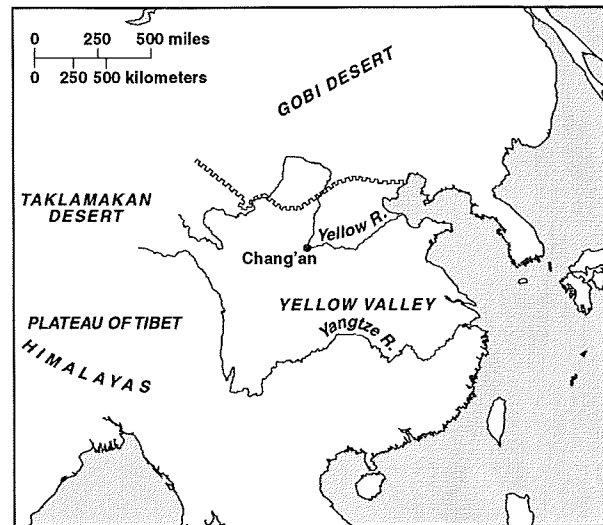 0 250 500 miles
0 250 500 kilometers
GOBI DESERT
TAKLAMAKAN
DESERT
Yellow R.
Chang'an
YELLOW VALLEY
PLATEAU OF TIBET
Yangtze R.
HIMALAYAS